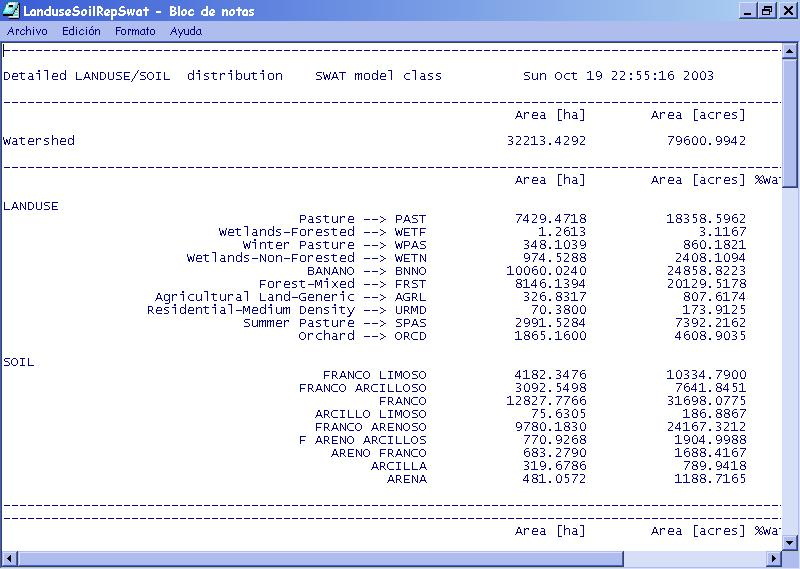 LanduseSoilRepSwat - Bloc de notas
Archivo Edición Formato Ayuda
Detailed LANDUSE/SOIL distribution SWAT model class Sun Oct 19 22:55:16 2003
Area [ha] Area [acres]
Watershed 32213.4292 79600.9942
Area [ha] Area [acres] %Wat
LANDUSE
Pasture --> PAST 7429.4718 18358.5962
Wetlands-Forested --> WETF 1.2613 3.1167
Winter Pasture --> WPAS 348.1039 860.1821
Wetlands-Non-Forested --> WETN 974.5288 2408.1094
BANANO --> BNNO 10060.0240 24858.8223
Forest-Mixed --> FRST 8146.1394 20129.5178
Agricultural Land-Generic --> AGRL 326.8317 807.6174
Residential-Medium Density --> URMD 70.3800 173.9125
Summer Pasture --> SPAS 2991.5284 7392.2162
Orchard --> ORCD 1865.1600 4608.9035
SOIL
FRANCO LIMOSO 4182.3476 10334.7900
FRANCO ARCILLOSO 3092.5498 7641.8451
FRANCO 12827.7766 31698.0775
ARCILLO LIMOSO 75.6305 186.8867
FRANCO ARENOSO 9780.1830 24167.3212
F ARENO ARCILLOS 770.9268 1904.9988
ARENO FRANCO 683.2790 1688.4167
ARCILLA 319.6786 789.9418
ARENA 481.0572 1188.7165
Area [ha] Area [acres] %Wat